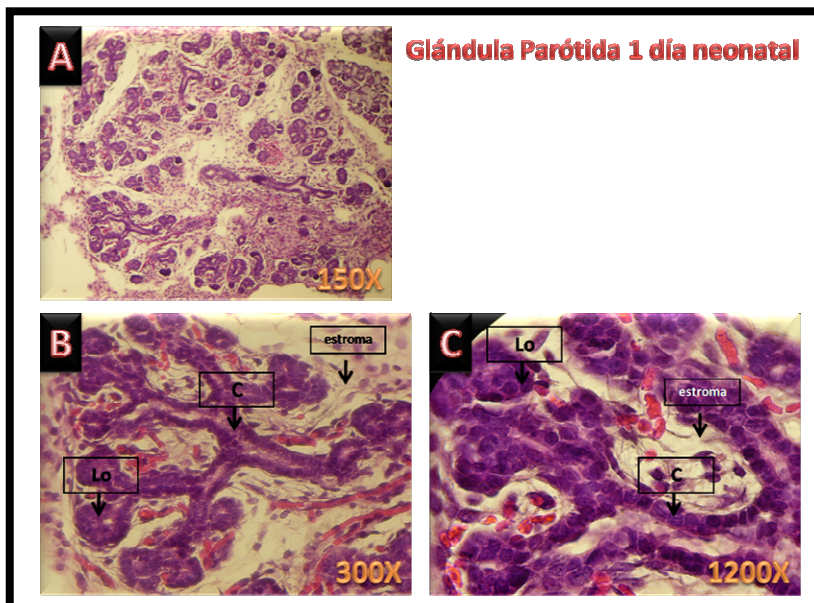 A
Glándula Parótida 1 día neonatal
150X
B
estroma
C
Lo
300X
C
Lo
estroma
C
1200X